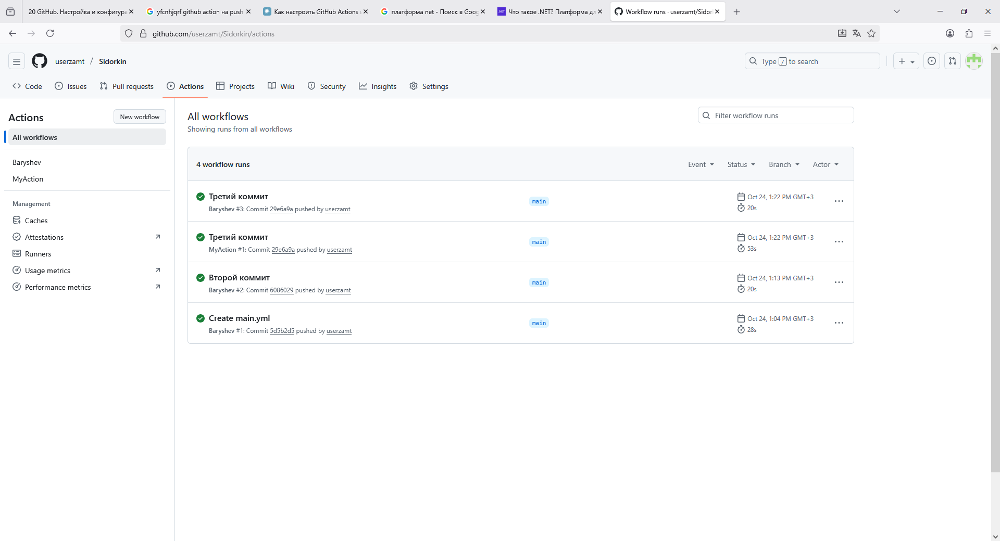 20 GitHub. Настройка и конфигура
yfcnhjqrf github action на push
Как настроить GitHub Actions
платформа net - Поиск в Goog
Что такое .NET? Платформа дл
Workflow runs · userzamt/Sidor
github.com/userzamt/Sidorkin/actions
userzamt / Sidorkin
Type / to search
Code
Issues
Pull requests
Actions
Projects
Wiki
Security
Insights
Settings
Actions
New workflow
All workflows
Baryshev
MyAction
Management
Caches
Attestations
Runners
Usage metrics
Performance metrics
All workflows
Showing runs from all workflows
Filter workflow runs
4 workflow runs
Event
Status
Branch
Actor
Третий коммит
Baryshev #3: Commit 29e6a9a pushed by userzamt
main
Oct 24, 1:22 PM GMT+3
20s
Третий коммит
MyAction #1: Commit 29e6a9a pushed by userzamt
main
Oct 24, 1:22 PM GMT+3
53s
Второй коммит
Baryshev #2: Commit 6086029 pushed by userzamt
main
Oct 24, 1:13 PM GMT+3
20s
Create main.yml
Baryshev #1: Commit 5d5b2d5 pushed by userzamt
main
Oct 24, 1:04 PM GMT+3
28s